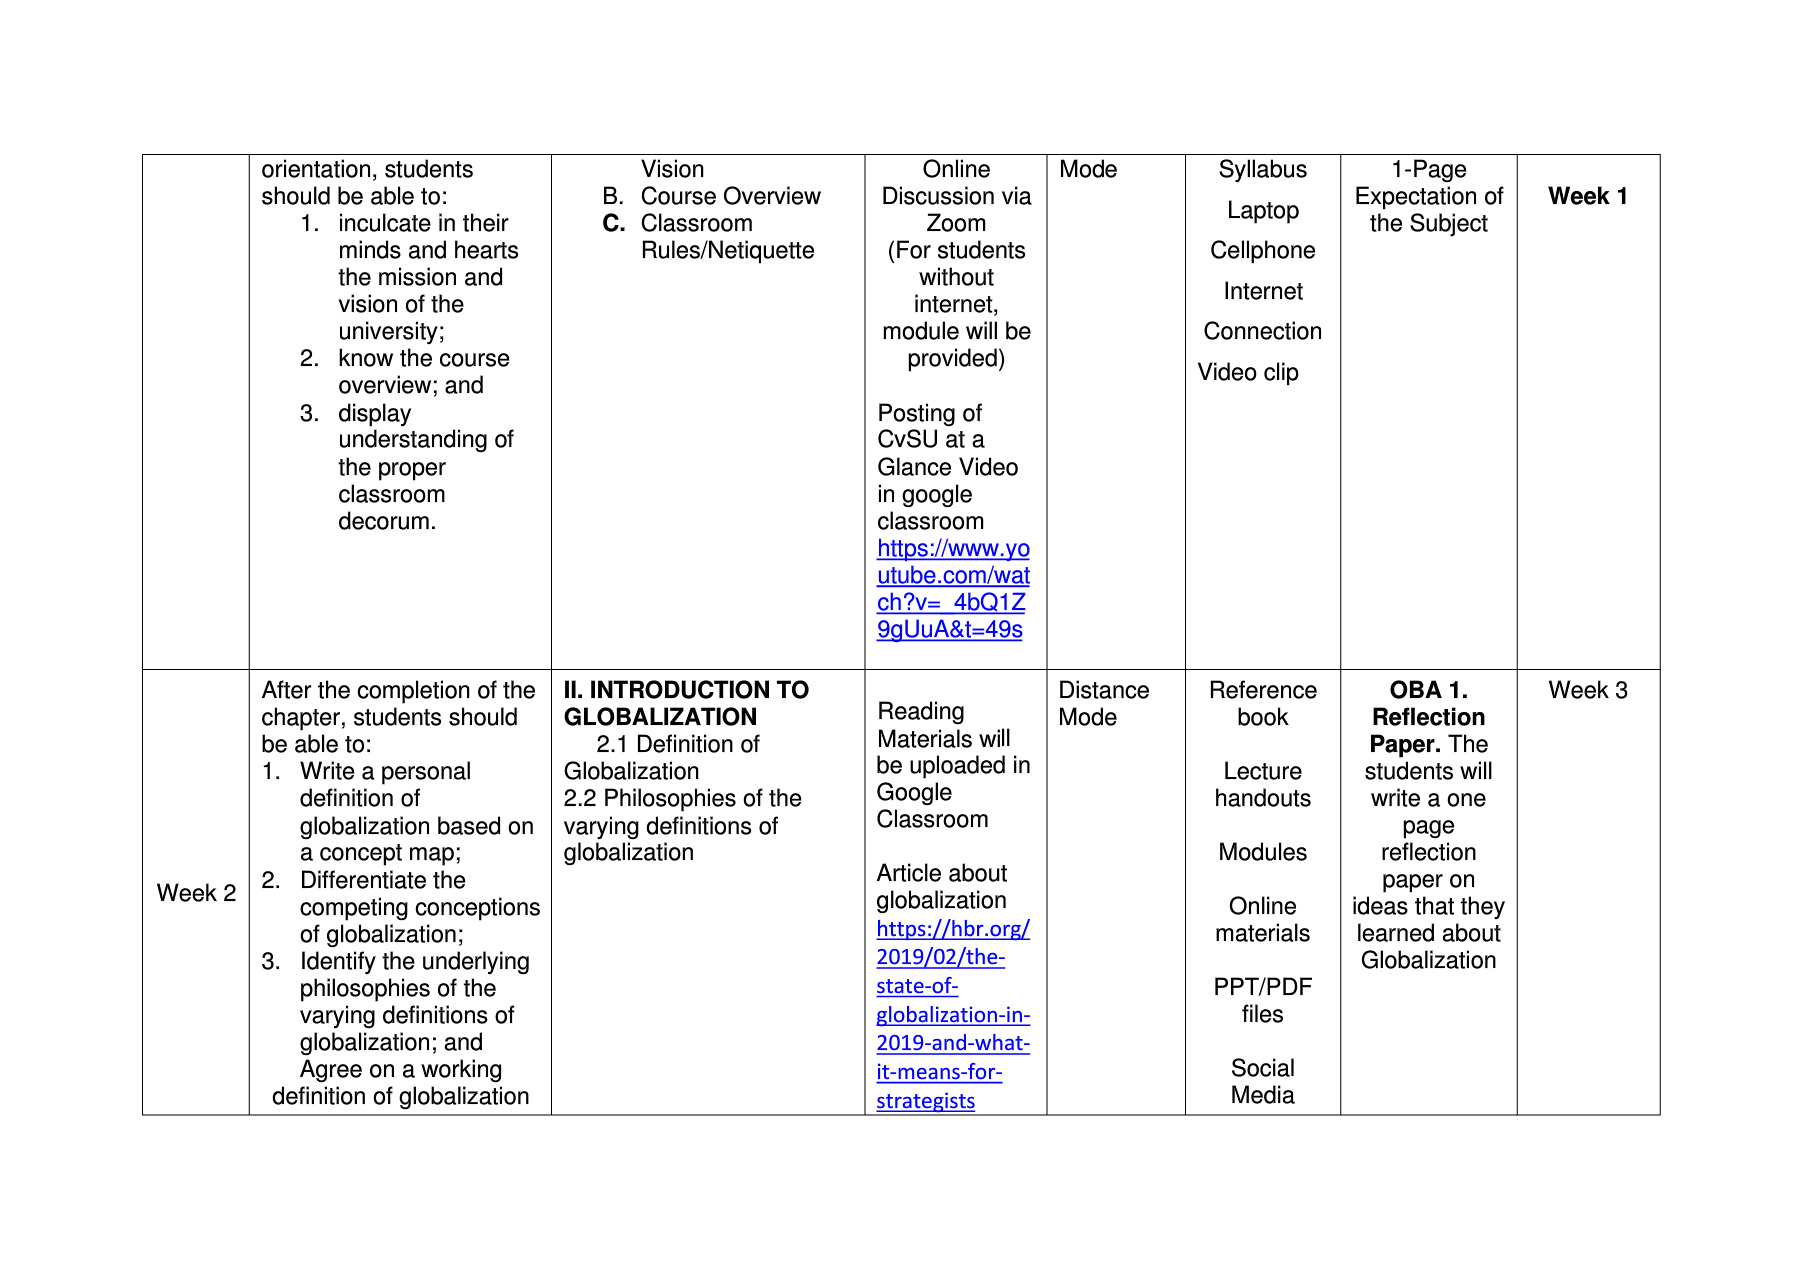 orientation, students
should be able to:
1. inculcate in their
minds and hearts
the mission and
vision of the
university;
2. know the course
overview; and
3. display
understanding of
the proper
classroom
decorum.
Vision
B. Course Overview
C. Classroom
Rules/Netiquette
Online
Discussion via
Zoom
(For students
without
internet,
module will be
provided)
Posting of
CvSU at a
Glance Video
in google
classroom
https://www.yo
utube.com/wat
ch?v=_4bQ1Z
9gUuA&t=49s
Mode
Syllabus
Laptop
Cellphone
Internet
Connection
Video clip
1-Page
Expectation of
the Subject
Week 1
Week 2
After the completion of the
chapter, students should
be able to:
1. Write a personal
definition of
globalization based on
a concept map;
2. Differentiate the
competing conceptions
of globalization;
3. Identify the underlying
philosophies of the
varying definitions of
globalization; and
Agree on a working
definition of globalization
II. INTRODUCTION TO
GLOBALIZATION
2.1 Definition of
Globalization
2.2 Philosophies of the
varying definitions of
globalization
Reading
Materials will
be uploaded in
Google
Classroom
Article about
globalization
https://hbr.org/
2019/02/the-
state-of-
globalization-in-
2019-and-what-
it-means-for-
strategists
Distance
Mode
Reference
book
Lecture
handouts
Modules
Online
materials
PPT/PDF
files
Social
Media
OBA 1.
Reflection
Paper. The
students will
write a one
page
reflection
paper on
ideas that they
learned about
Globalization
Week 3